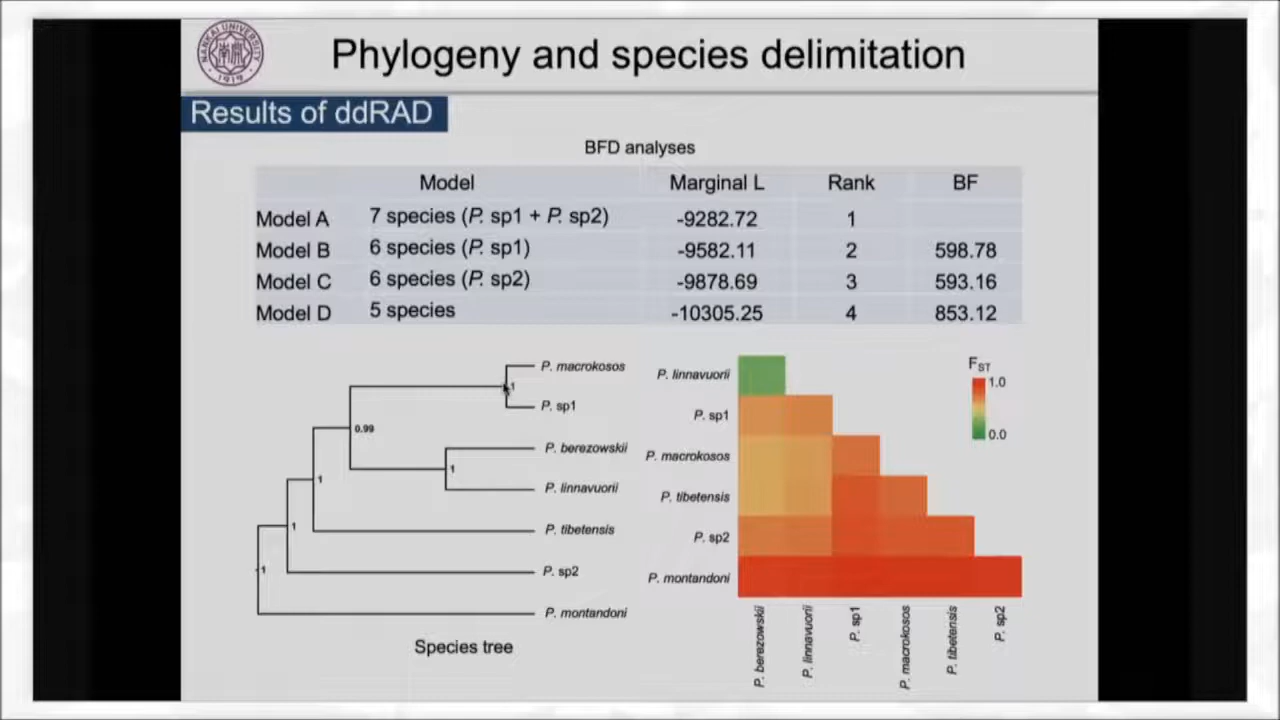 NANKAI UNIVERSITY
1919
Phylogeny and species delimitation
Results of ddRAD
BFD analyses
Model Marginal L Rank BF
Model A 7 species (P. sp1 + P. sp2) -9282.72 1
Model B 6 species (P. sp1) -9582.11 2 598.78
Model C 6 species (P. sp2) -9878.69 3 593.16
Model D 5 species -10305.25 4 853.12
P. macrokosos
1
P. sp1
0.99
P. berezowskii
1
P. linnavuorii
1
P. tibetensis
1
P. sp2
1
P. montandoni
Species tree
FST
1.0
0.0
P. linnavuorii
P. sp1
P. macrokosos
P. tibetensis
P. sp2
P. montandoni
P. berezowskii
P. linnavuorii
P. sp1
P. macrokosos
P. tibetensis
P. sp2